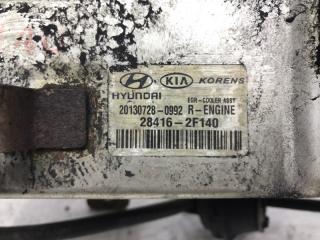 KIA KORENS
HYUNDAI EGR-COOLER ASSY
20130728-0992 R-ENGINE
28416-2F140